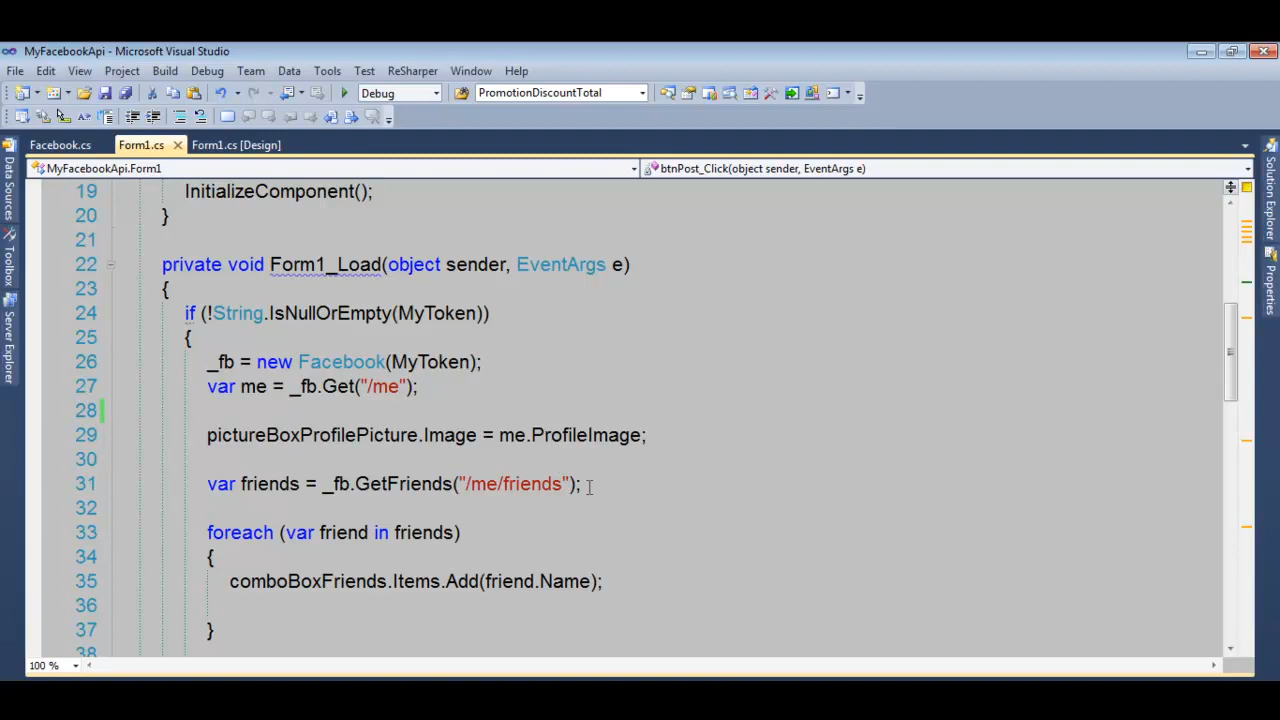 MyFacebookApi - Microsoft Visual Studio
File Edit View Project Build Debug Team Data Tools Test ReSharper Window Help
Debug PromotionDiscountTotal
Facebook.cs Form1.cs Form1.cs [Design]
MyFacebookApi.Form1 btnPost_Click(object sender, EventArgs e)
19 InitializeComponent();
20 }
21
22 private void Form1_Load(object sender, EventArgs e)
23 {
24 if (!String.IsNullOrEmpty(MyToken))
25 {
26 _fb = new Facebook(MyToken);
27 var me = _fb.Get("/me");
28
29 pictureBoxProfilePicture.Image = me.ProfileImage;
30
31 var friends = _fb.GetFriends("/me/friends");
32
33 foreach (var friend in friends)
34 {
35 comboBoxFriends.Items.Add(friend.Name);
36
37 }
38
100 %
Data Sources
Toolbox
Server Explorer
Solution Explorer
Properties